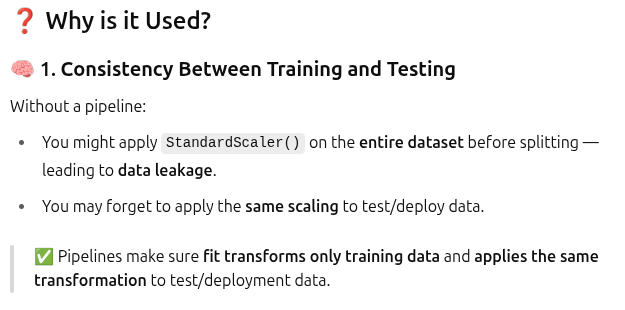 ❓ Why is it Used?
🧠 1. Consistency Between Training and Testing
Without a pipeline:
• You might apply StandardScaler() on the entire dataset before splitting —
leading to data leakage.
• You may forget to apply the same scaling to test/deploy data.
✅ Pipelines make sure fit transforms only training data and applies the same
transformation to test/deployment data.